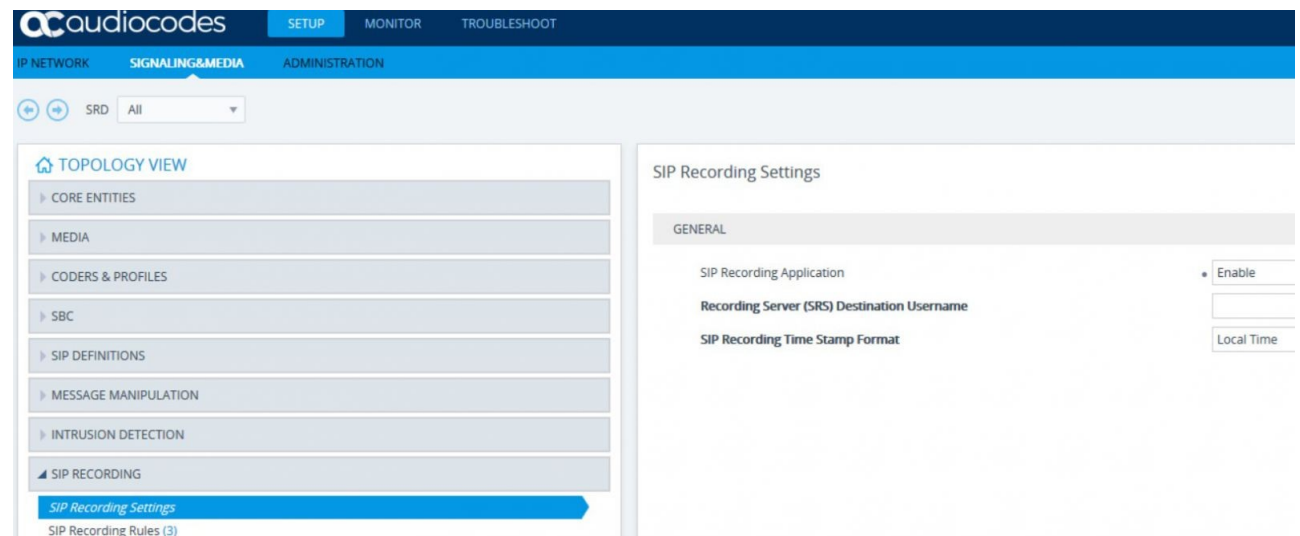 audiocodes SETUP MONITOR TROUBLESHOOT
IP NETWORK SIGNALING&MEDIA ADMINISTRATION
SRD All
TOPOLOGY VIEW
CORE ENTITIES
MEDIA
CODERS & PROFILES
SBC
SIP DEFINITIONS
MESSAGE MANIPULATION
INTRUSION DETECTION
SIP RECORDING
SIP Recording Settings
SIP Recording Rules (3)
SIP Recording Settings
GENERAL
SIP Recording Application Enable
Recording Server (SRS) Destination Username
SIP Recording Time Stamp Format Local Time